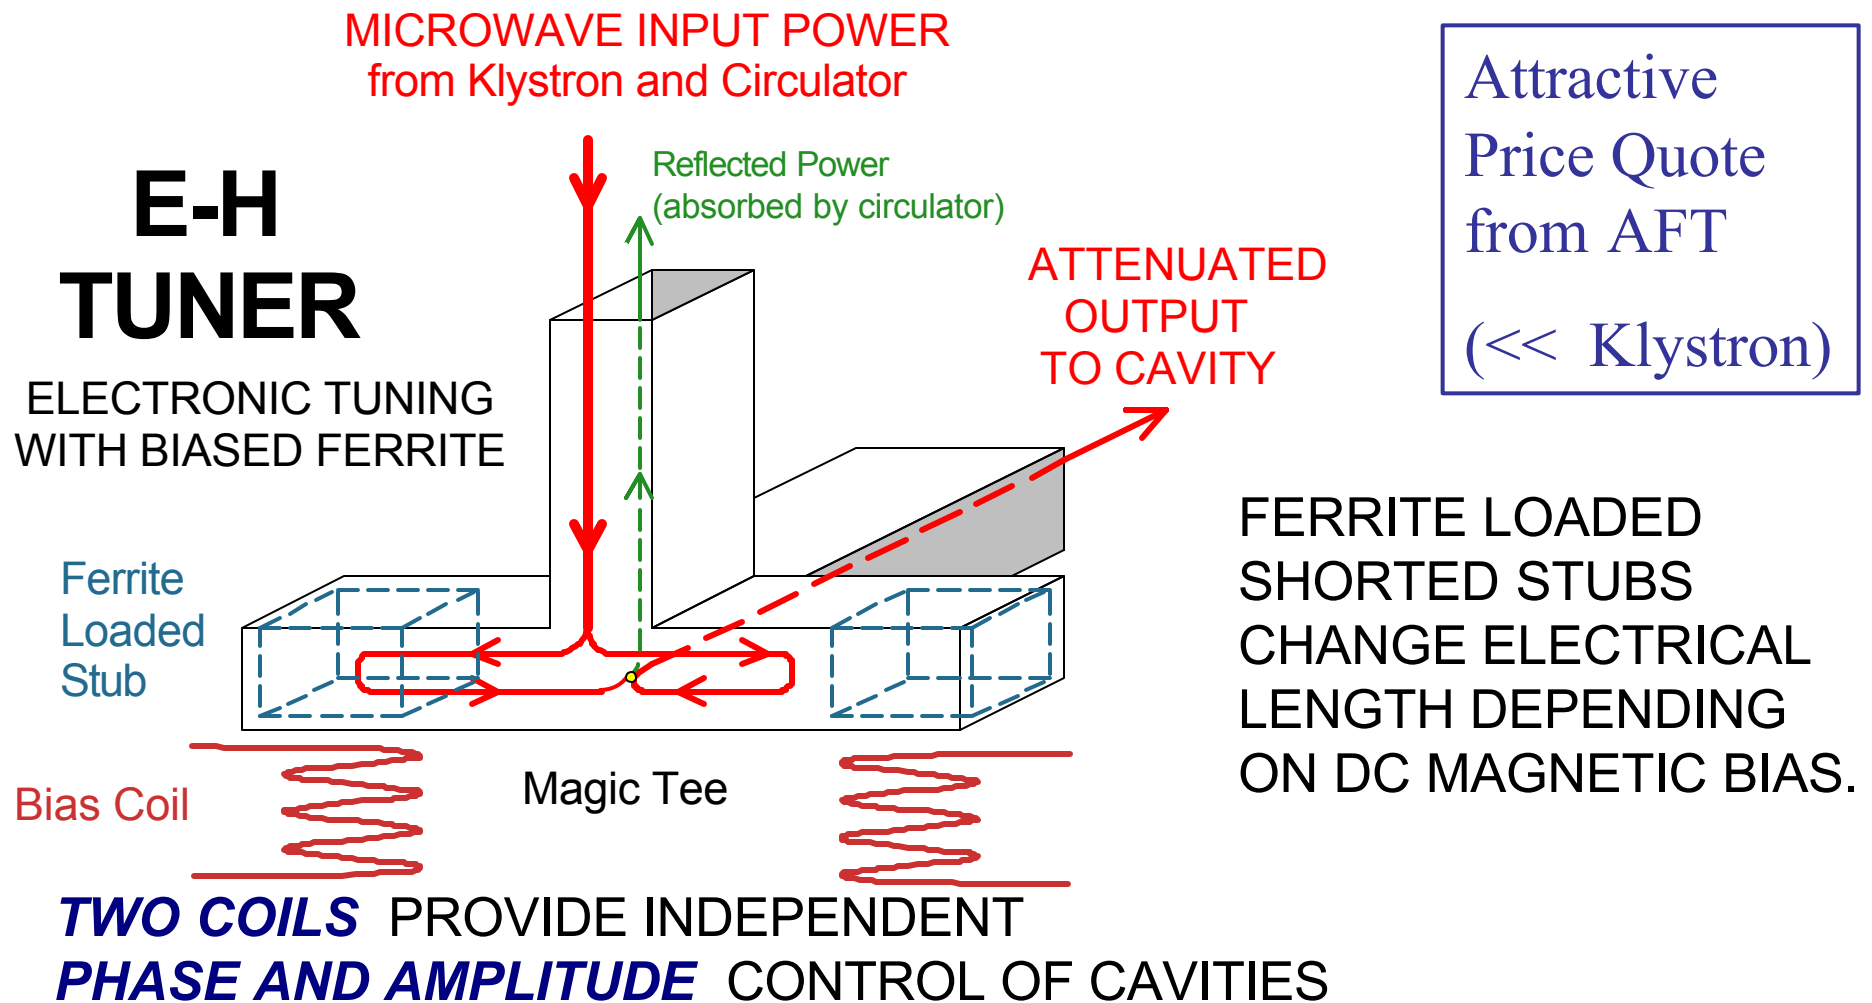 MICROWAVE INPUT POWER
from Klystron and Circulator
Attractive
Price Quote
from AFT
(<< Klystron)
E-H
TUNER
ELECTRONIC TUNING
WITH BIASED FERRITE
Reflected Power
(absorbed by circulator)
ATTENUATED
OUTPUT
TO CAVITY
Ferrite
Loaded
Stub
FERRITE LOADED
SHORTED STUBS
CHANGE ELECTRICAL
LENGTH DEPENDING
ON DC MAGNETIC BIAS.
Bias Coil
Magic Tee
TWO COILS PROVIDE INDEPENDENT
PHASE AND AMPLITUDE CONTROL OF CAVITIES